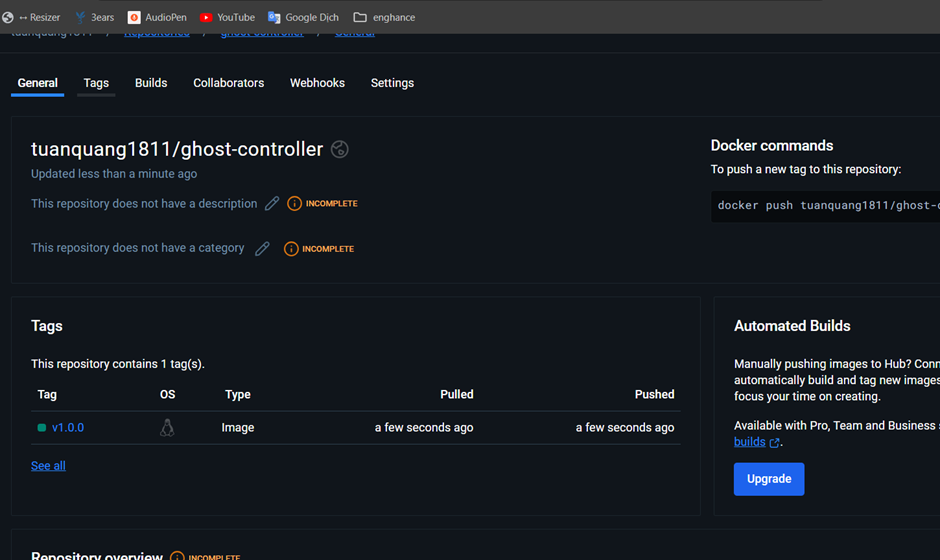 ↔ Resizer
3ears
AudioPen
YouTube
Google Dịch
enghance
tuanquang1811 / Repositories / ghost-controller / General
General
Tags
Builds
Collaborators
Webhooks
Settings
tuanquang1811/ghost-controller
Updated less than a minute ago
This repository does not have a description
INCOMPLETE
This repository does not have a category
INCOMPLETE
Docker commands
To push a new tag to this repository:
docker push tuanquang1811/ghost-c
Tags
This repository contains 1 tag(s).
Tag OS Type Pulled Pushed
v1.0.0 Image a few seconds ago a few seconds ago
See all
Automated Builds
Manually pushing images to Hub? Conn
automatically build and tag new images
focus your time on creating.
Available with Pro, Team and Business s
builds .
Upgrade
Repository overview INCOMPLETE